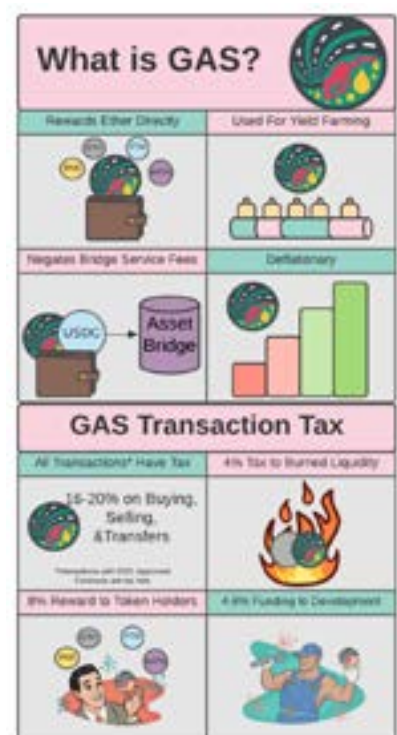 What is GAS?
Rewards Ether Directly
Used For Yield Farming
Negates Bridge Service Fees
Deflationary
USDC
Asset
Bridge
GAS Transaction Tax
All Transactions* Have Tax
4% Tax to Burned Liquidity
16-20% on Buying,
Selling,
&Transfers
8% Reward to Token Holders
Funding to Development